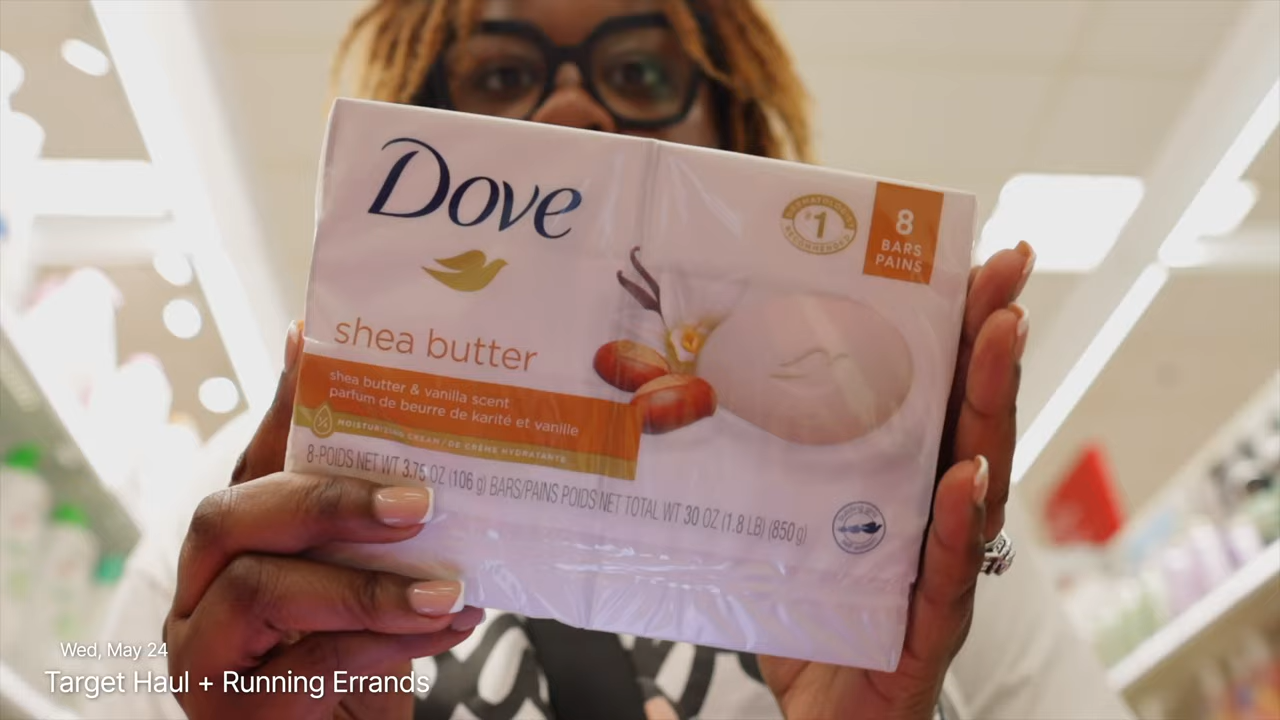 Dove
DERMATOLOGIST
#1
RECOMMENDED
8
BARS
PAINS
shea butter
shea butter & vanilla scent
parfum de beurre de karité et vanille
MOISTURIZING CREAM / DE CRÈME HYDRATANTE
8-POIDS NET WT 3.75 OZ (106 g) BARS/PAINS POIDS NET TOTAL WT 30 OZ (1.8 LB) (850 g)
Wed, May 24
Target Haul + Running Errands